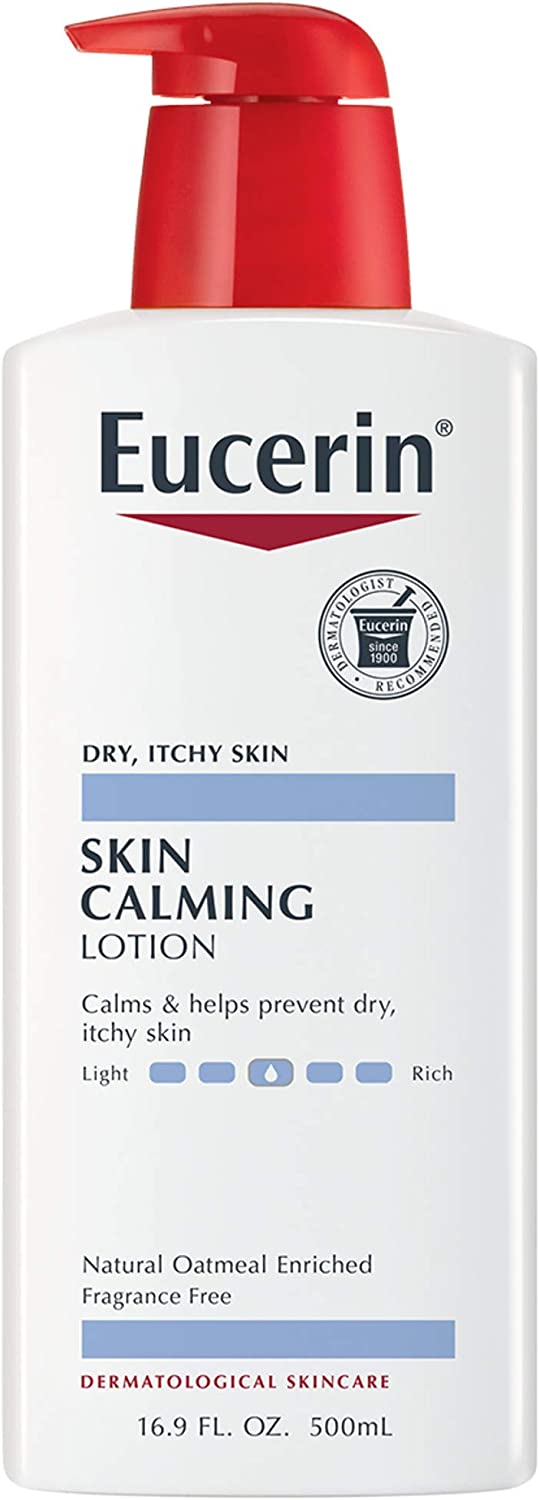 Eucerin®
DERMATOLOGIST
RECOMMENDED
Eucerin
since
1900
DRY, ITCHY SKIN
SKIN
CALMING
LOTION
Calms & helps prevent dry,
itchy skin
Light Rich
Natural Oatmeal Enriched
Fragrance Free
DERMATOLOGICAL SKINCARE
16.9 FL. OZ. 500mL